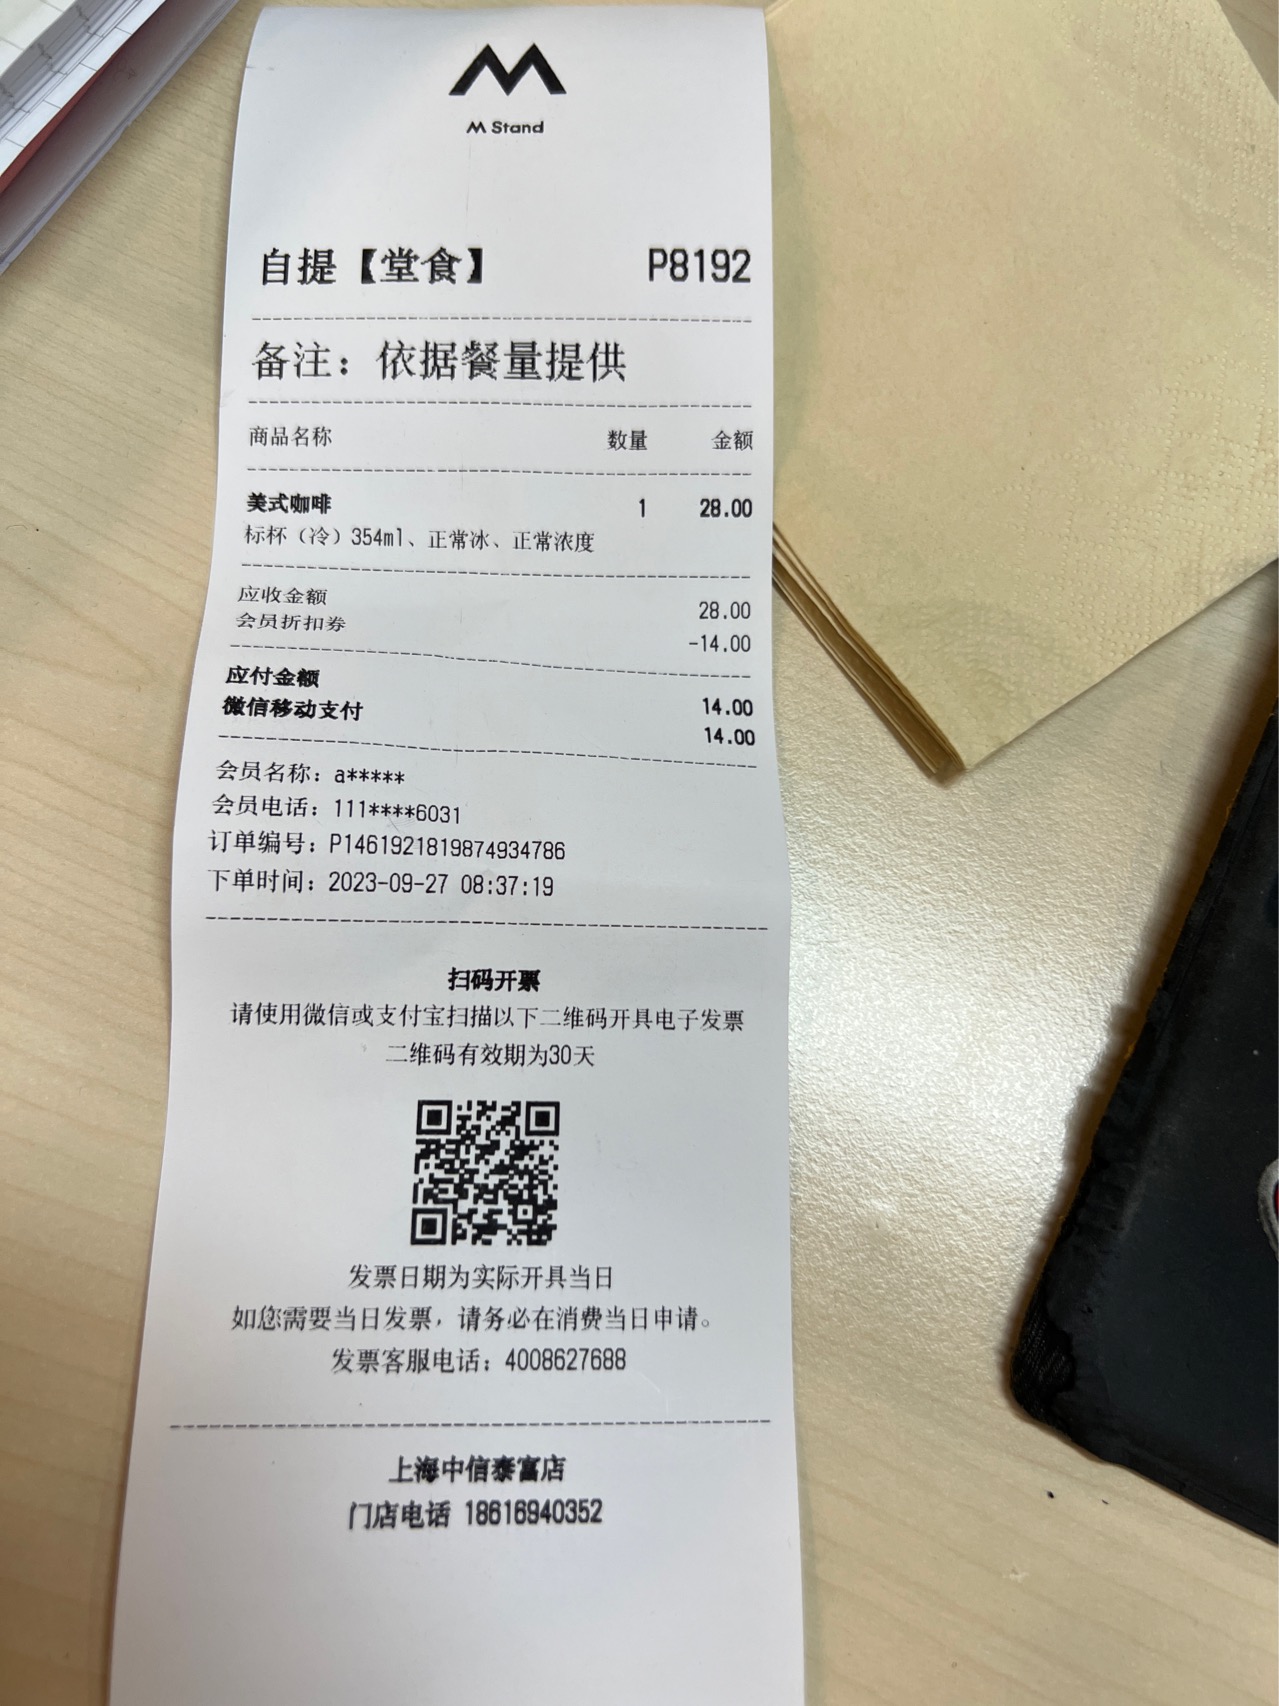 M Stand
自提【堂食】 P8192
备注：依据餐量提供
商品名称 数量 金额
美式咖啡 1 28.00
标杯（冷）354ml、正常冰、正常浓度
应收金额 28.00
会员折扣券 -14.00
应付金额 14.00
微信移动支付 14.00
会员名称：a*****
会员电话：111****6031
订单编号：P1461921819874934786
下单时间：2023-09-27 08:37:19
扫码开票
请使用微信或支付宝扫描以下二维码开具电子发票
二维码有效期为30天
发票日期为实际开具当日
如您需要当日发票，请务必在消费当日申请。
发票客服电话：4008627688
上海中信泰富店
门店电话 18616940352